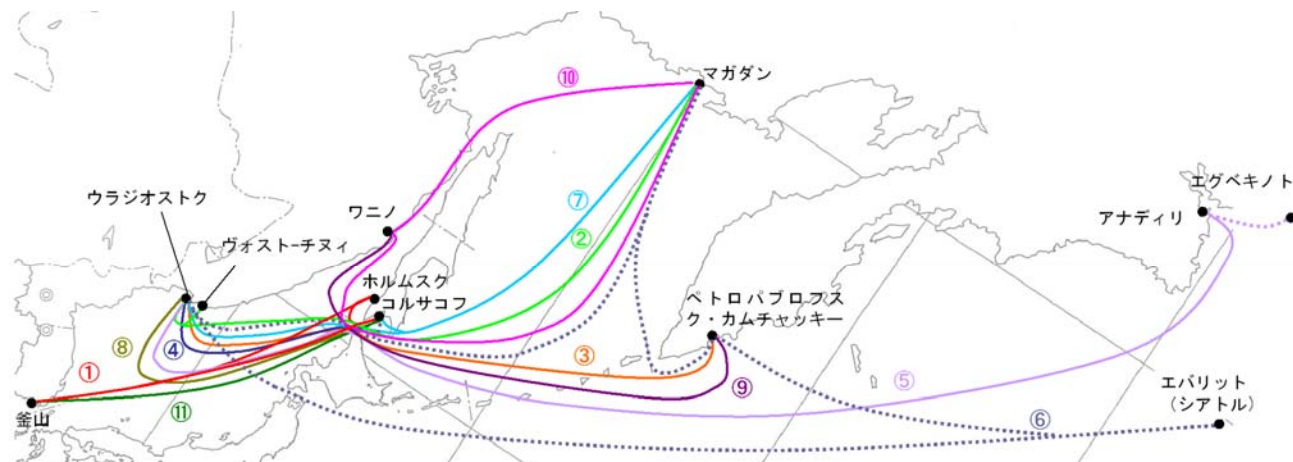 ⑩
マガダン
ウラジオストク
ワニノ
⑦
エグベキノト
ヴォストーチヌィ
②
アナディリ
ホルムスク
コルサコフ
ペトロパブロフス
ク・カムチャッキー
⑧
④
③
①
⑨
⑤
エバリット
(シアトル)
⑪
⑥
釜山